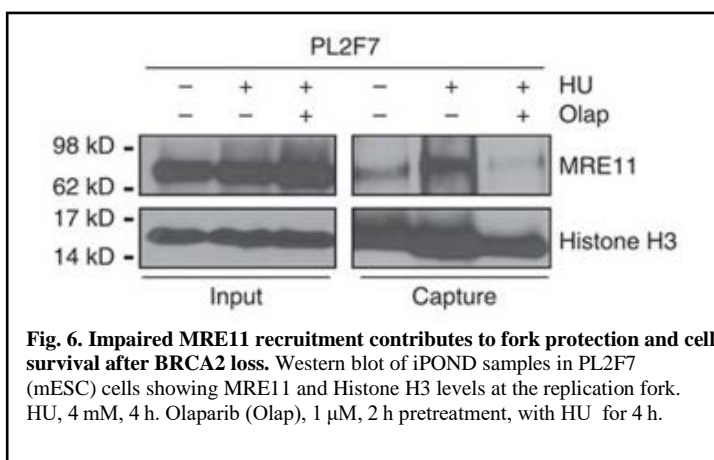 PL2F7
− + + − + + HU
− − + − − + Olap
98 kD -
62 kD -
MRE11
17 kD -
14 kD -
Histone H3
Input Capture
Fig. 6. Impaired MRE11 recruitment contributes to fork protection and cell
survival after BRCA2 loss. Western blot of iPOND samples in PL2F7
(mESC) cells showing MRE11 and Histone H3 levels at the replication fork.
HU, 4 mM, 4 h. Olaparib (Olap), 1 μM, 2 h pretreatment, with HU for 4 h.